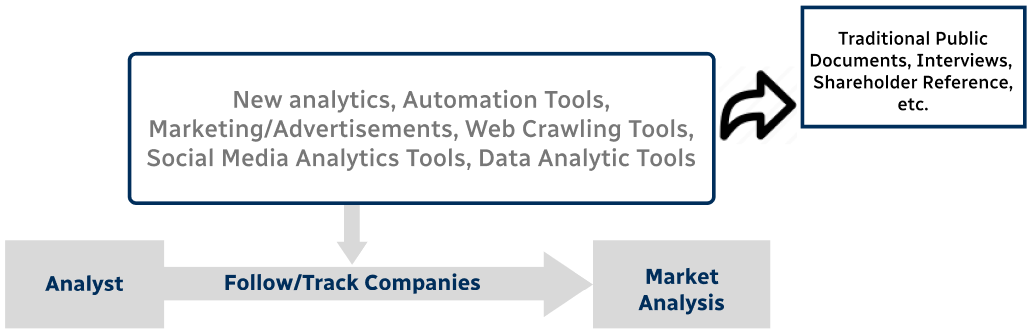 Traditional Public
Documents, Interviews,
Shareholder Reference,
etc.
New analytics, Automation Tools,
Marketing/Advertisements, Web Crawling Tools,
Social Media Analytics Tools, Data Analytic Tools
Analyst
Follow/Track Companies
Market
Analysis